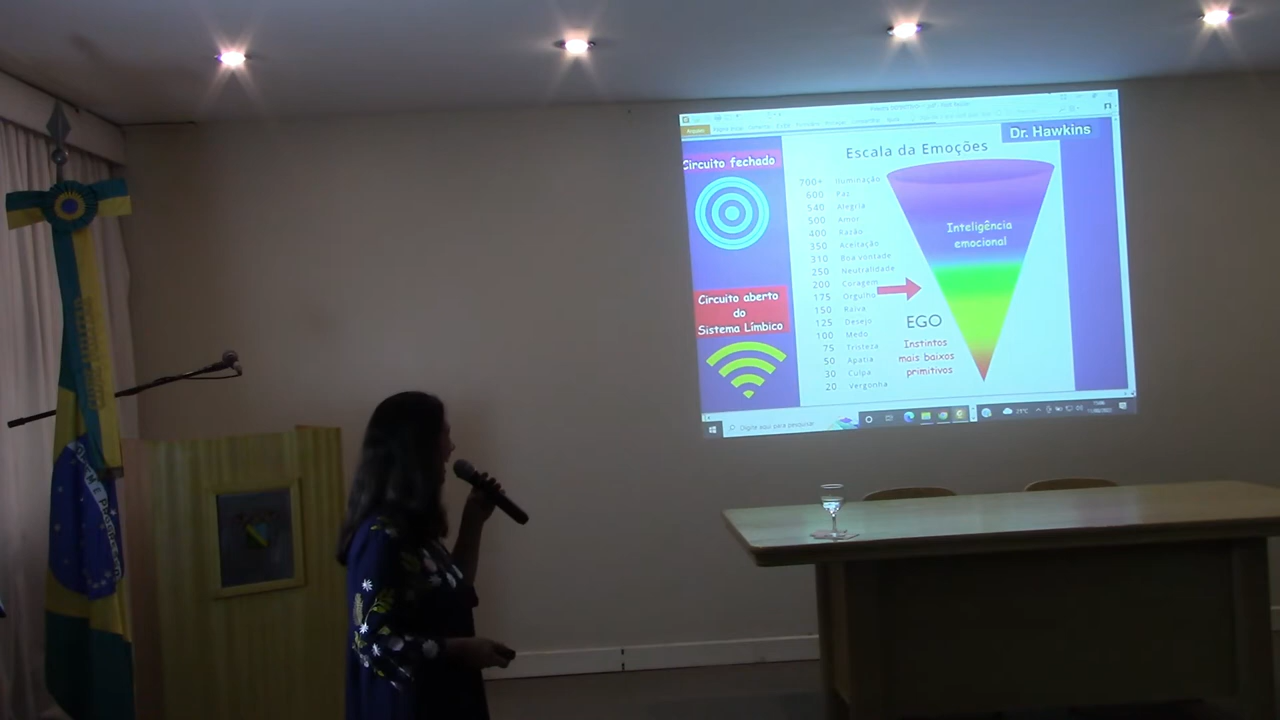 Arquivo
Dr. Hawkins
Circuito fechado
Escala da Emoções
700+ Iluminação
600 Paz
540 Alegria
500 Amor
400 Razão
350 Aceitação
310 Boa vontade
250 Neutralidade
200 Coragem
175 Orgulho
150 Raiva
125 Desejo
100 Medo
75 Tristeza
50 Apatia
30 Culpa
20 Vergonha
Inteligência
emocional
EGO
Instintos
mais baixos
primitivos
Circuito aberto
do
Sistema Límbico
Digite aqui para pesquisar
21°C